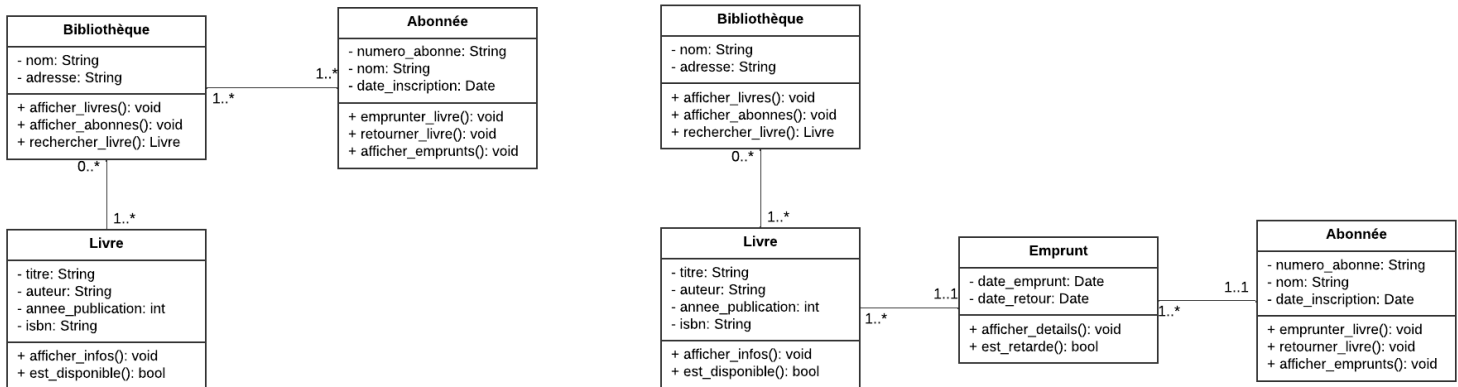 Bibliothèque
- nom: String
- adresse: String
+ afficher_livres(): void
+ afficher_abonnes(): void
+ rechercher_livre(): Livre
1..*
1..*
Abonnée
- numero_abonne: String
- nom: String
- date_inscription: Date
+ emprunter_livre(): void
+ retourner_livre(): void
+ afficher_emprunts(): void
0..*
1..*
Livre
- titre: String
- auteur: String
- annee_publication: int
- isbn: String
+ afficher_infos(): void
+ est_disponible(): bool
Bibliothèque
- nom: String
- adresse: String
+ afficher_livres(): void
+ afficher_abonnes(): void
+ rechercher_livre(): Livre
0..*
1..*
Livre
- titre: String
- auteur: String
- annee_publication: int
- isbn: String
+ afficher_infos(): void
+ est_disponible(): bool
1..*
1..1
Emprunt
- date_emprunt: Date
- date_retour: Date
+ afficher_details(): void
+ est_retarde(): bool
1..*
1..1
Abonnée
- numero_abonne: String
- nom: String
- date_inscription: Date
+ emprunter_livre(): void
+ retourner_livre(): void
+ afficher_emprunts(): void